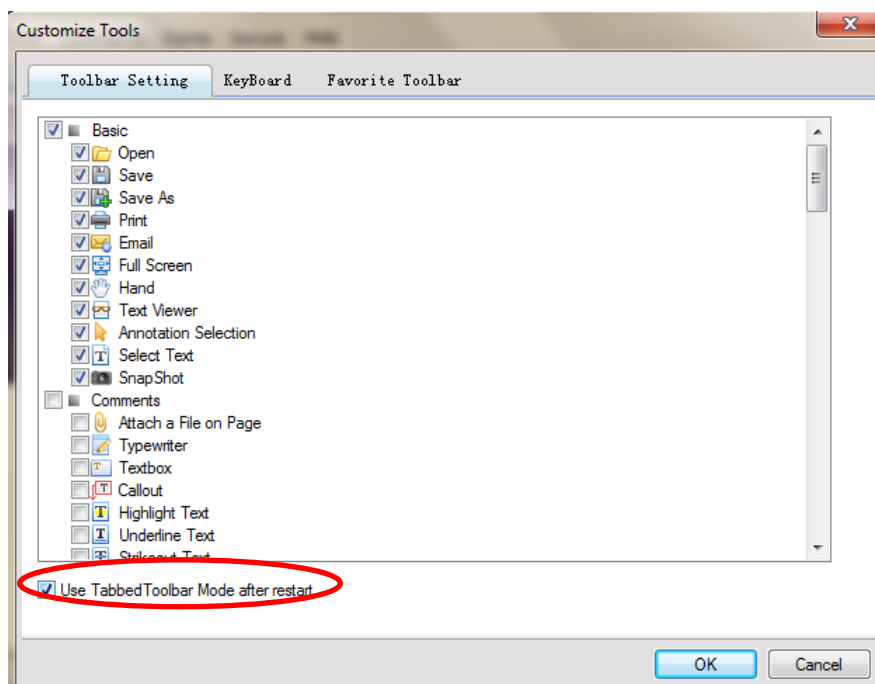 Customize Tools
Toolbar Setting KeyBoard Favorite Toolbar
Basic
Open
Save
Save As
Print
Email
Full Screen
Hand
Text Viewer
Annotation Selection
Select Text
SnapShot
Comments
Attach a File on Page
Typewriter
Textbox
Callout
Highlight Text
Underline Text
Strikeout Text
Use TabbedToolbar Mode after restart
OK Cancel